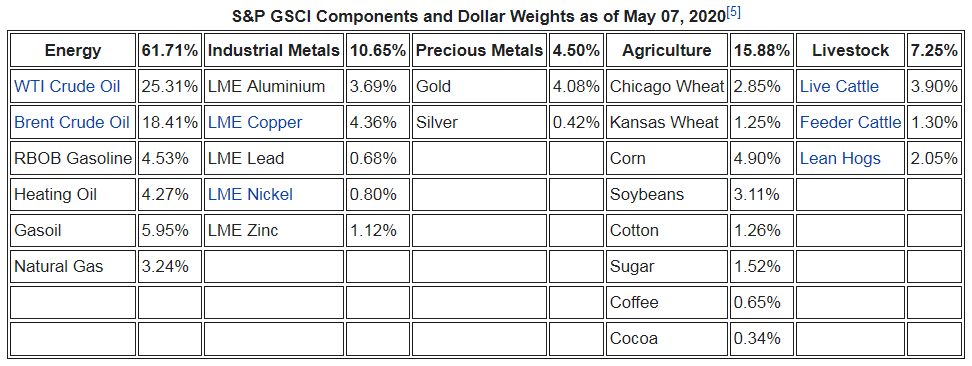 S&P GSCI Components and Dollar Weights as of May 07, 2020[5]
Energy 61.71% Industrial Metals 10.65% Precious Metals 4.50% Agriculture 15.88% Livestock 7.25%
WTI Crude Oil 25.31% LME Aluminium 3.69% Gold 4.08% Chicago Wheat 2.85% Live Cattle 3.90%
Brent Crude Oil 18.41% LME Copper 4.36% Silver 0.42% Kansas Wheat 1.25% Feeder Cattle 1.30%
RBOB Gasoline 4.53% LME Lead 0.68% Corn 4.90% Lean Hogs 2.05%
Heating Oil 4.27% LME Nickel 0.80% Soybeans 3.11%
Gasoil 5.95% LME Zinc 1.12% Cotton 1.26%
Natural Gas 3.24% Sugar 1.52%
Coffee 0.65%
Cocoa 0.34%